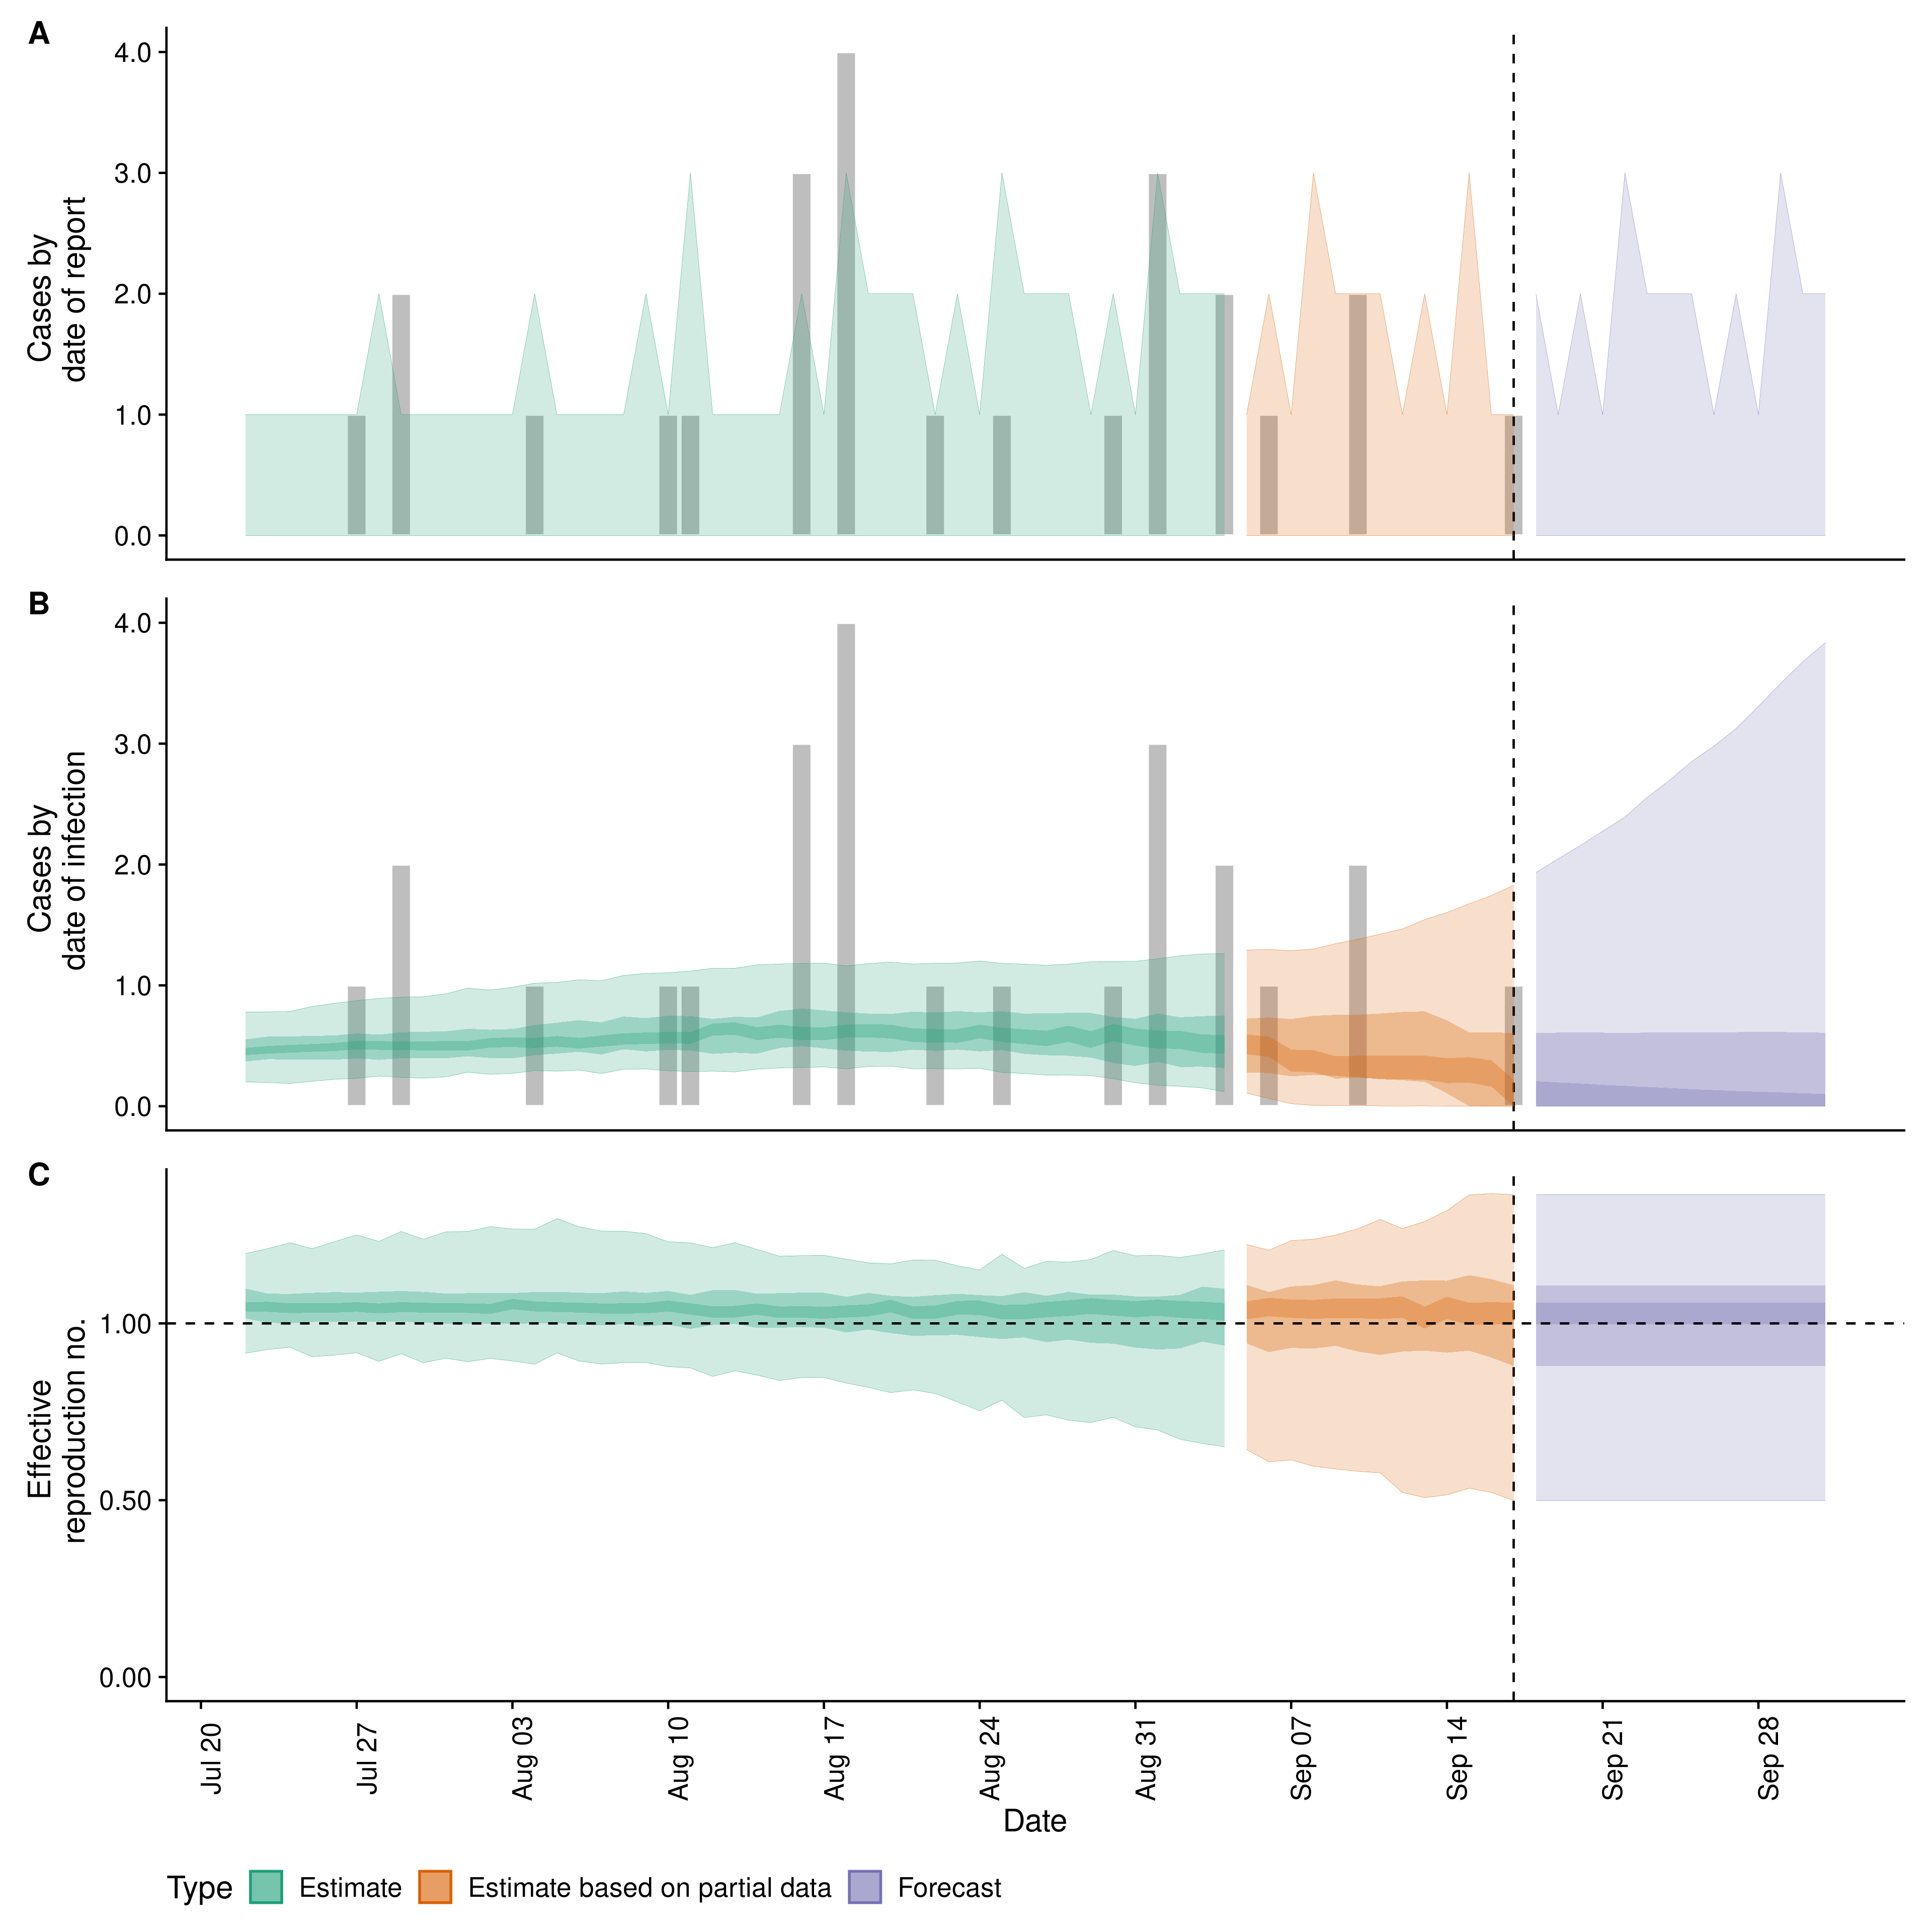 A
4.0
3.0
2.0
1.0
0.0
Cases by
date of report
B
4.0
3.0
2.0
1.0
0.0
Cases by
date of infection
C
1.00
0.50
0.00
Effective
reproduction no.
Jul 20
Jul 27
Aug 03
Aug 10
Aug 17
Aug 24
Aug 31
Sep 07
Sep 14
Sep 21
Sep 28
Date
Type Estimate Estimate based on partial data Forecast